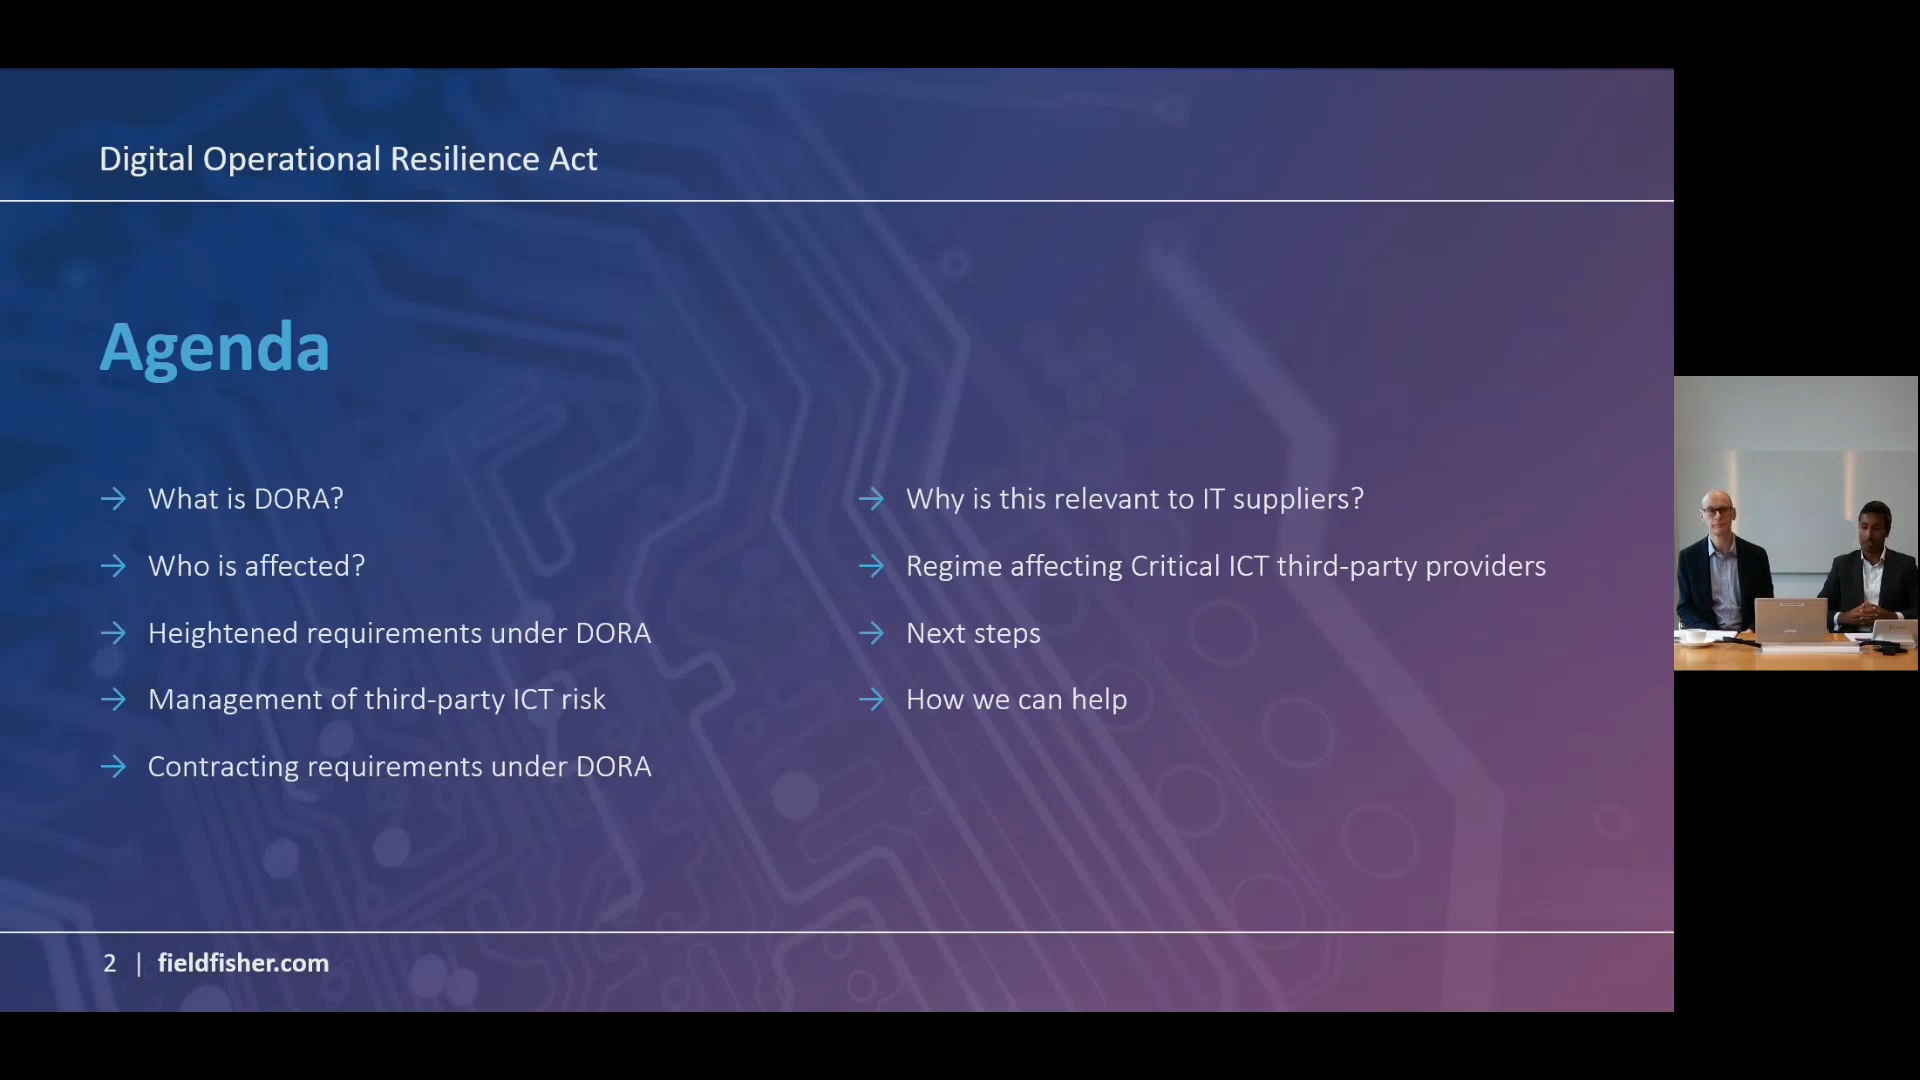 Digital Operational Resilience Act
Agenda
→ What is DORA?
→ Who is affected?
→ Heightened requirements under DORA
→ Management of third-party ICT risk
→ Contracting requirements under DORA
→ Why is this relevant to IT suppliers?
→ Regime affecting Critical ICT third-party providers
→ Next steps
→ How we can help
2 | fieldfisher.com